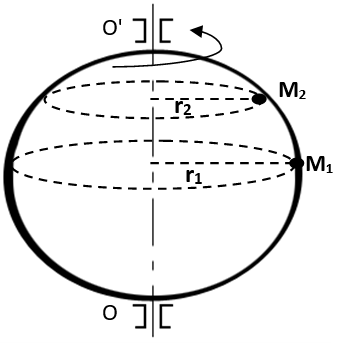 O'
M₂
r₂
M₁
r₁
O